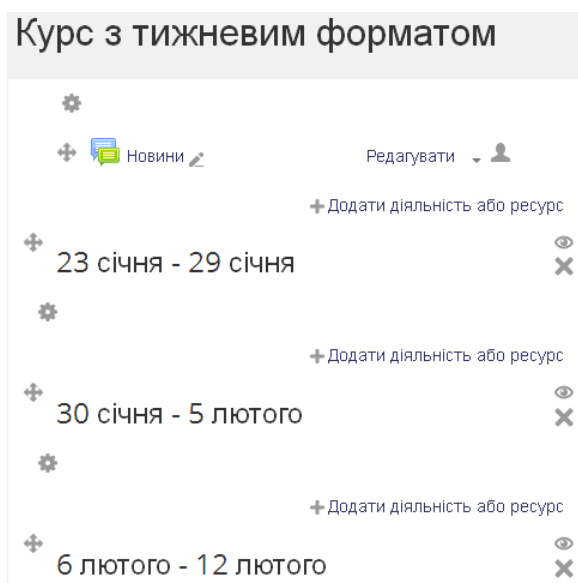 Курс з тижневим форматом
Новини Редагувати
Додати діяльність або ресурс
23 січня - 29 січня
Додати діяльність або ресурс
30 січня - 5 лютого
Додати діяльність або ресурс
6 лютого - 12 лютого